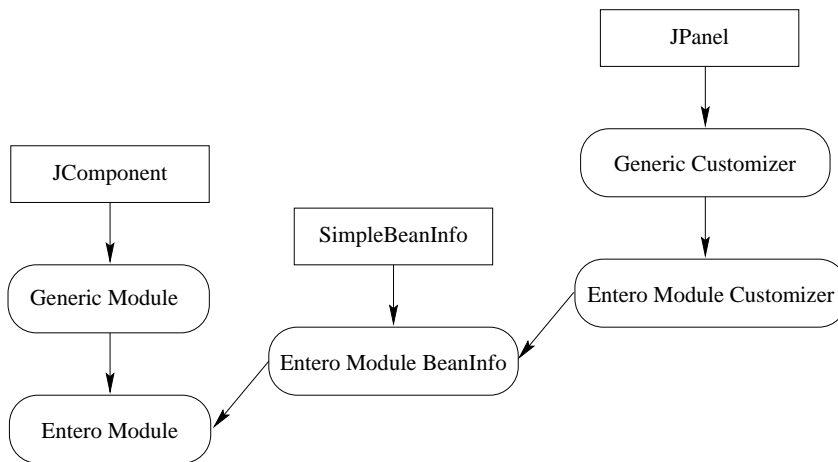 JPanel
Generic Customizer
JComponent
SimpleBeanInfo
Generic Module
Entero Module Customizer
Entero Module BeanInfo
Entero Module